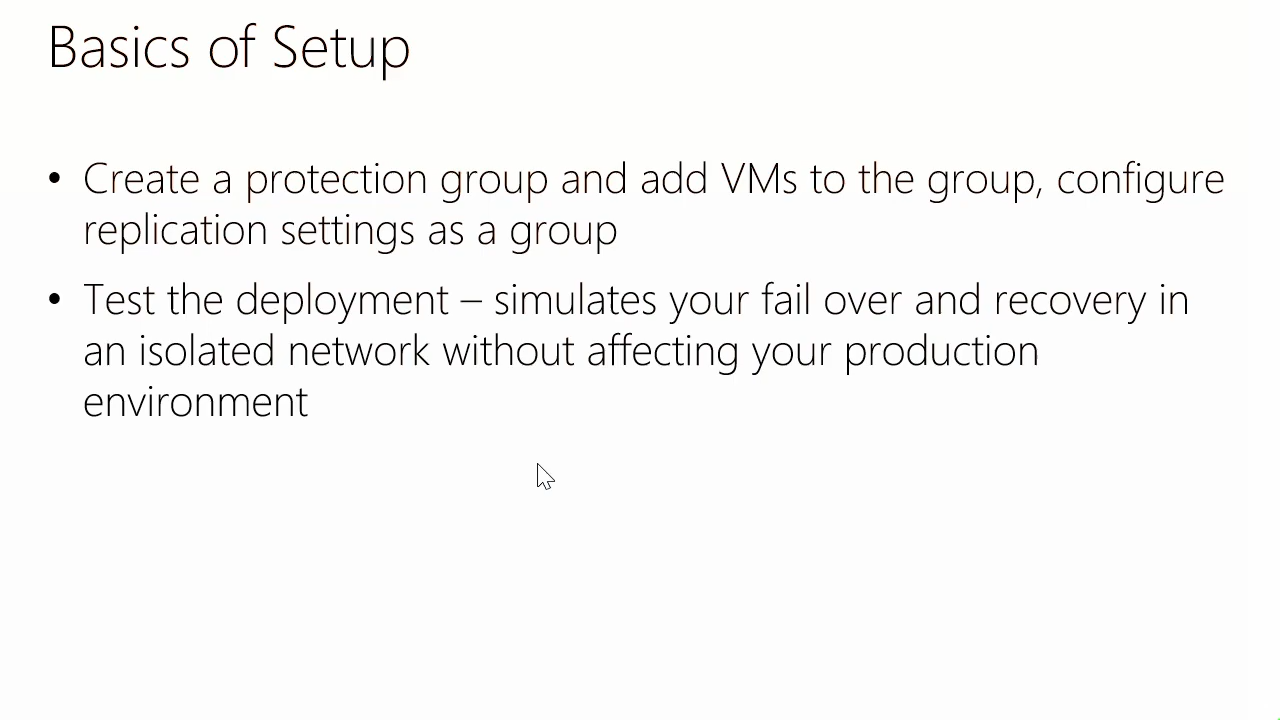 Basics of Setup
• Create a protection group and add VMs to the group, configure
replication settings as a group
• Test the deployment – simulates your fail over and recovery in
an isolated network without affecting your production
environment